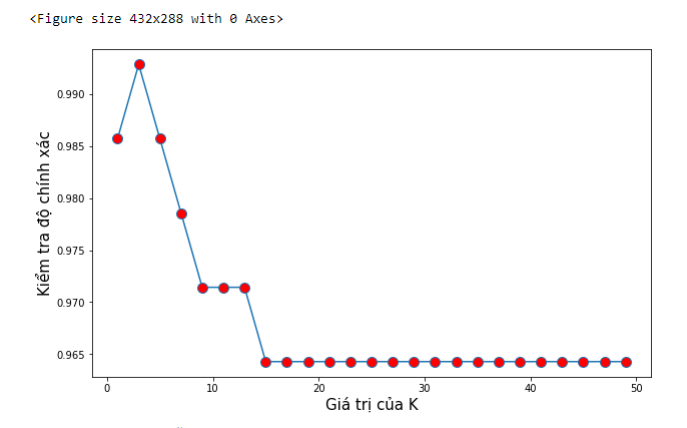 <Figure size 432x288 with 0 Axes>
0.990
0.985
0.980
0.975
0.970
0.965
Kiểm tra độ chính xác
0 10 20 30 40 50
Giá trị của K